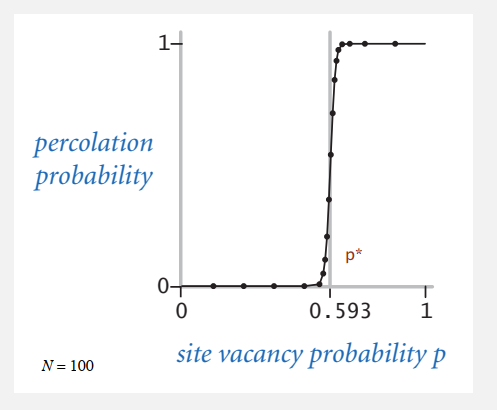 1
percolation
probability
p*
0
0 0.593 1
site vacancy probability p
N = 100